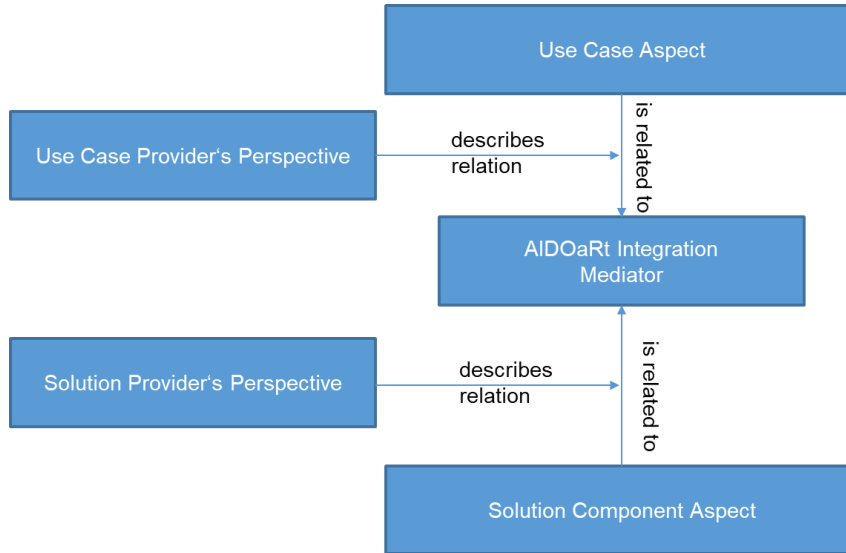 Use Case Aspect
is related to
Use Case Provider‘s Perspective
describes
relation
AIDOaRt Integration
Mediator
Solution Provider‘s Perspective
describes
relation
is related to
Solution Component Aspect